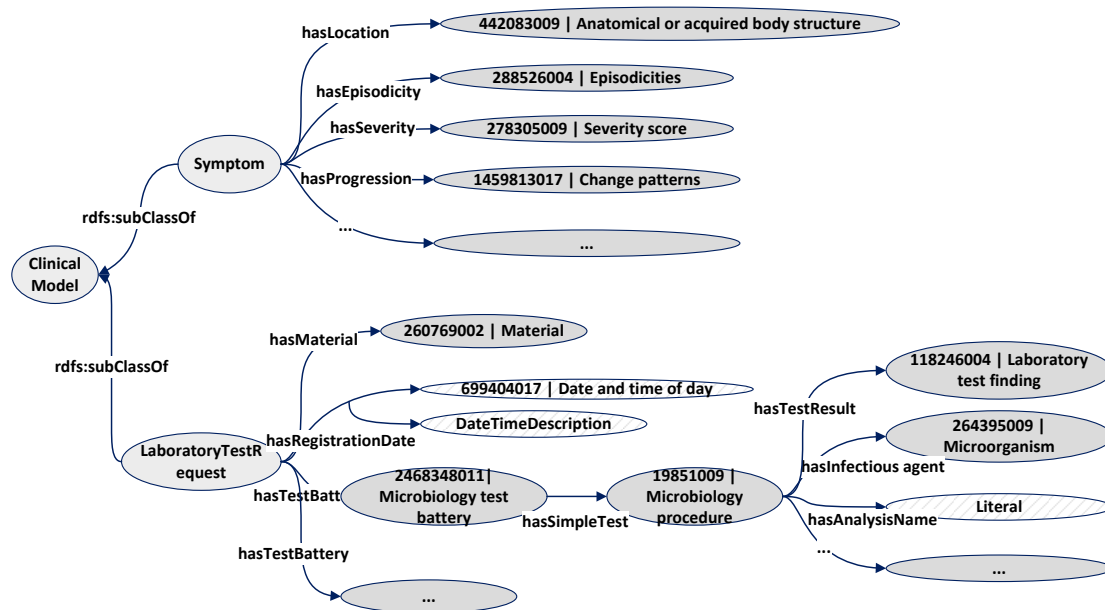 hasLocation
442083009 | Anatomical or acquired body structure
hasEpisodicity
288526004 | Episodicities
hasSeverity
278305009 | Severity score
Symptom
hasProgression
1459813017 | Change patterns
...
...
rdfs:subClassOf
Clinical
Model
rdfs:subClassOf
hasMaterial
260769002 | Material
699404017 | Date and time of day
DateTimeDescription
hasRegistrationDate
LaboratoryTestR
equest
hasTestBatt
2468348011|
Microbiology test
battery
hasSimpleTest
19851009 |
Microbiology
procedure
hasTestResult
118246004 | Laboratory
test finding
264395009 |
Microorganism
hasInfectious agent
Literal
hasAnalysisName
...
...
hasTestBattery
...